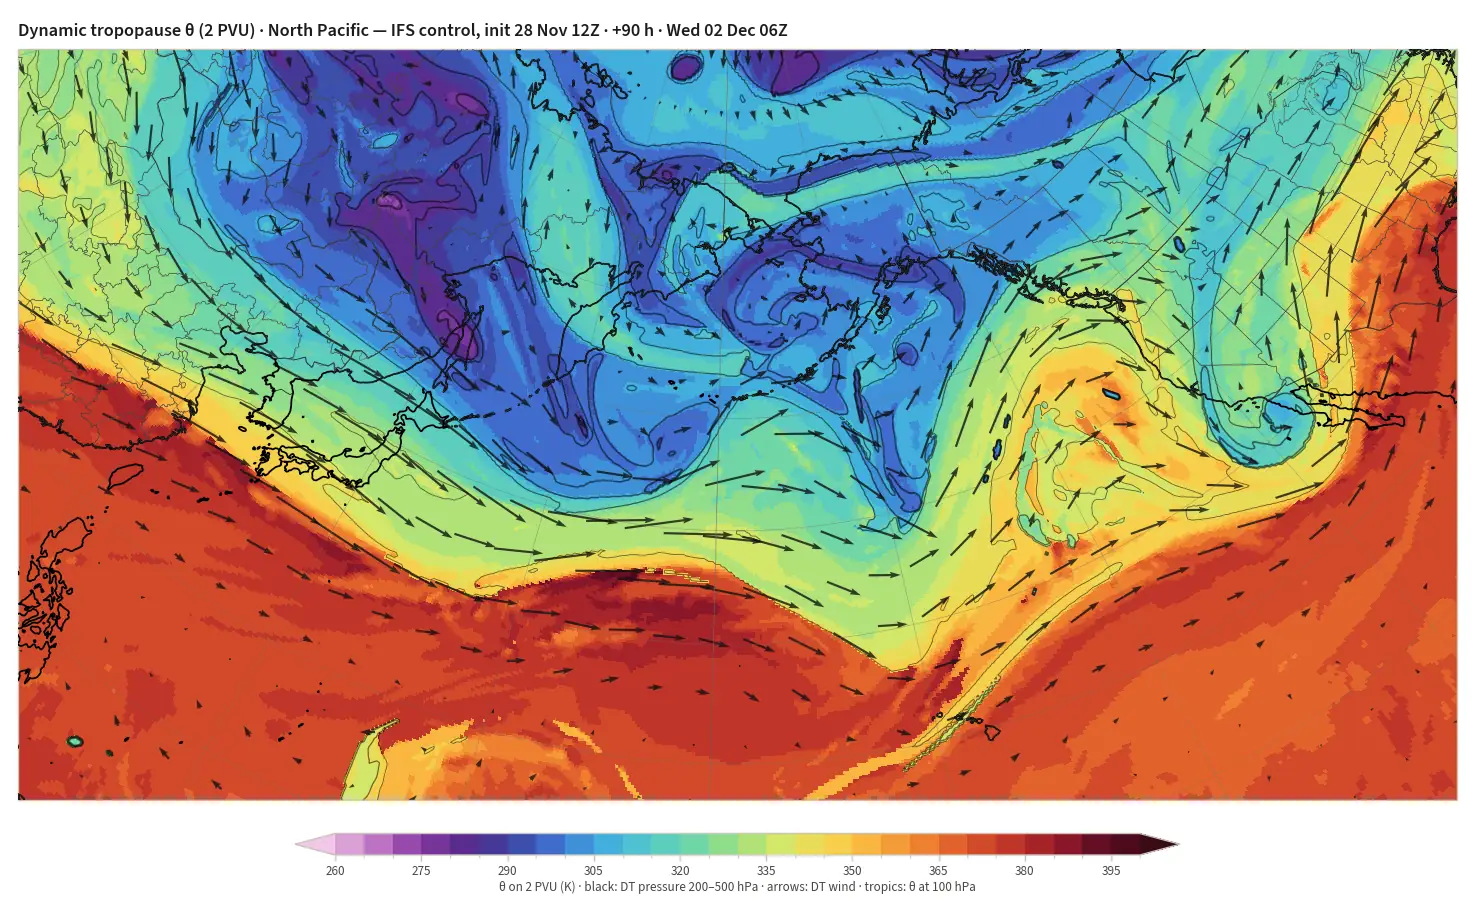 Dynamic tropopause θ (2 PVU) · North Pacific — IFS control, init 28 Nov 12Z · +90 h · Wed 02 Dec 06Z
260 275 290 305 320 335 350 365 380 395
θ on 2 PVU (K) · black: DT pressure 200–500 hPa · arrows: DT wind · tropics: θ at 100 hPa